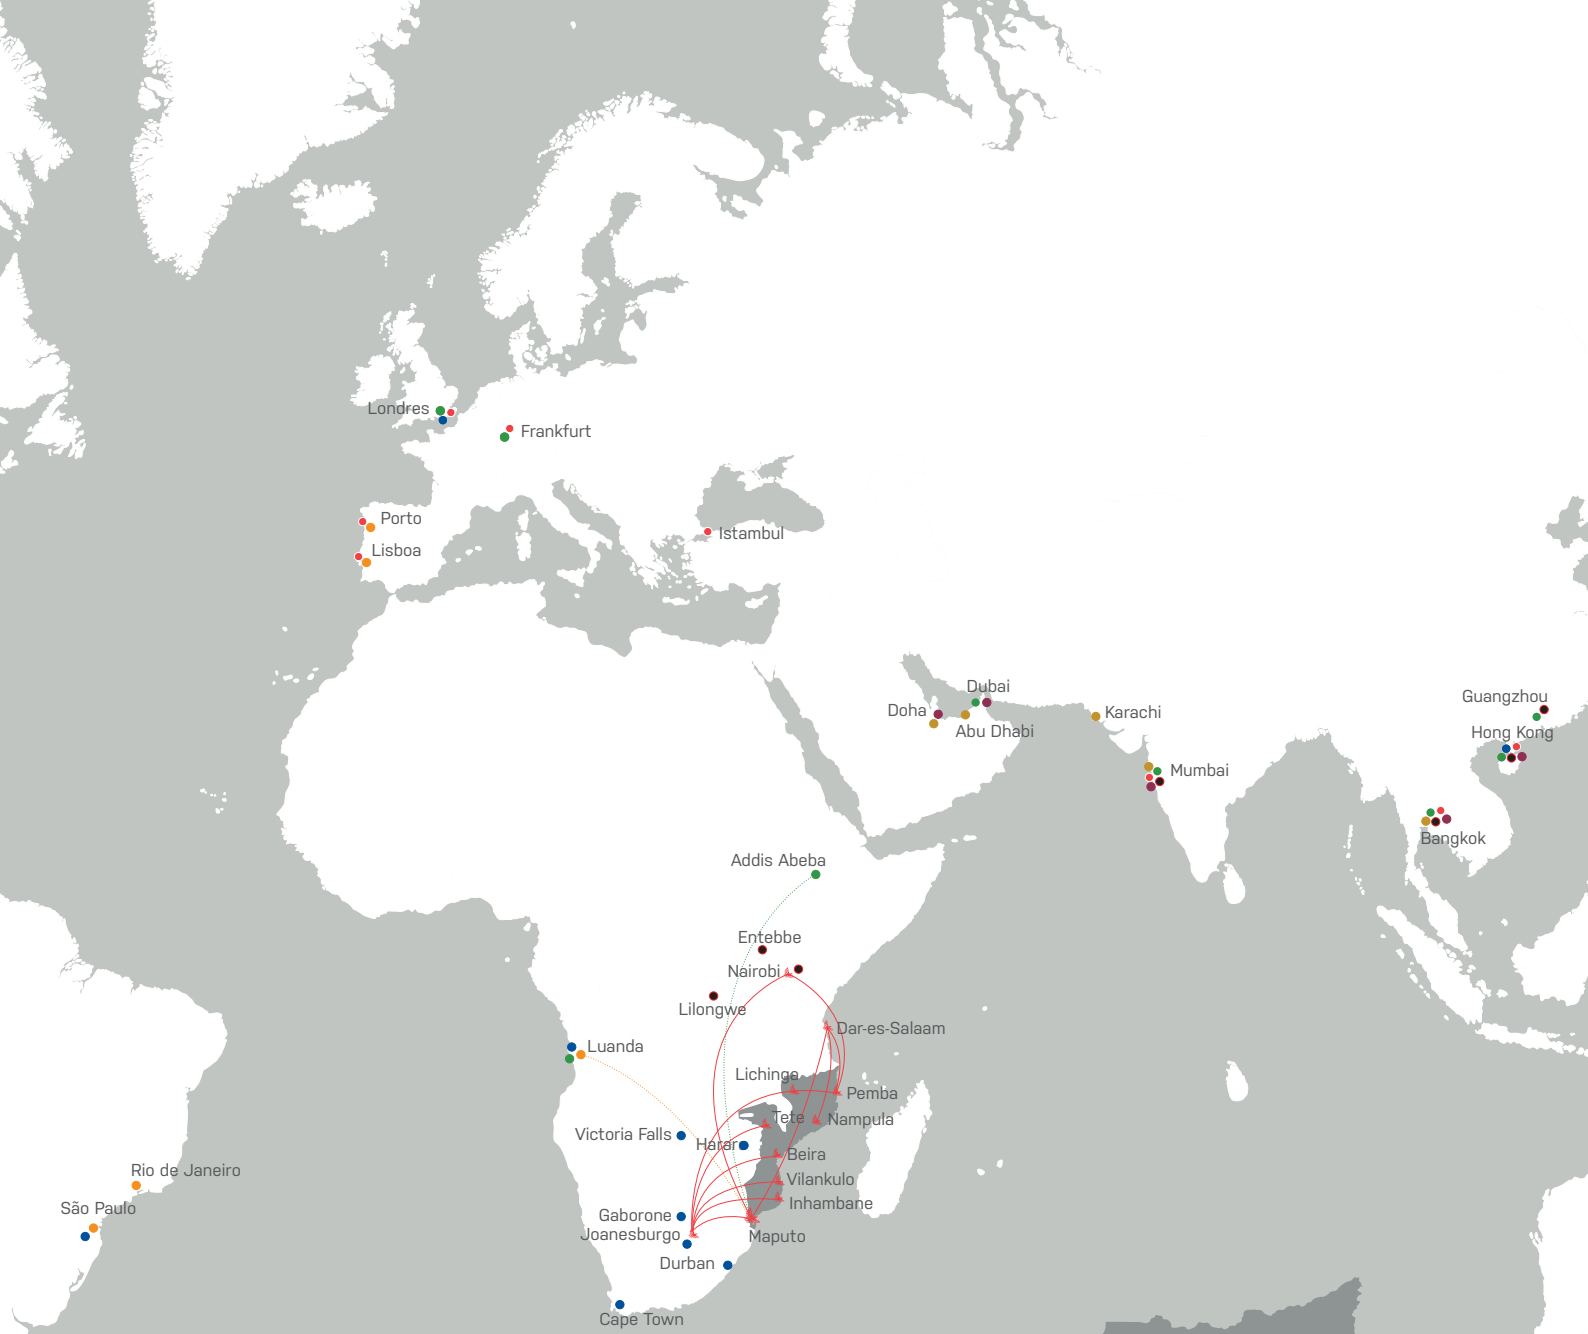 Londres
Frankfurt
Porto
Istambul
Lisboa
Dubai
Guangzhou
Doha
Karachi
Abu Dhabi
Hong Kong
Mumbai
Bangkok
Addis Abeba
Entebbe
Nairobi
Lilongwe
Dar-es-Salaam
Luanda
Lichinga
Pemba
Tete
Nampula
Victoria Falls
Harar
Beira
Rio de Janeiro
Vilankulo
Inhambane
São Paulo
Gaborone
Joanesburgo
Maputo
Durban
Cape Town